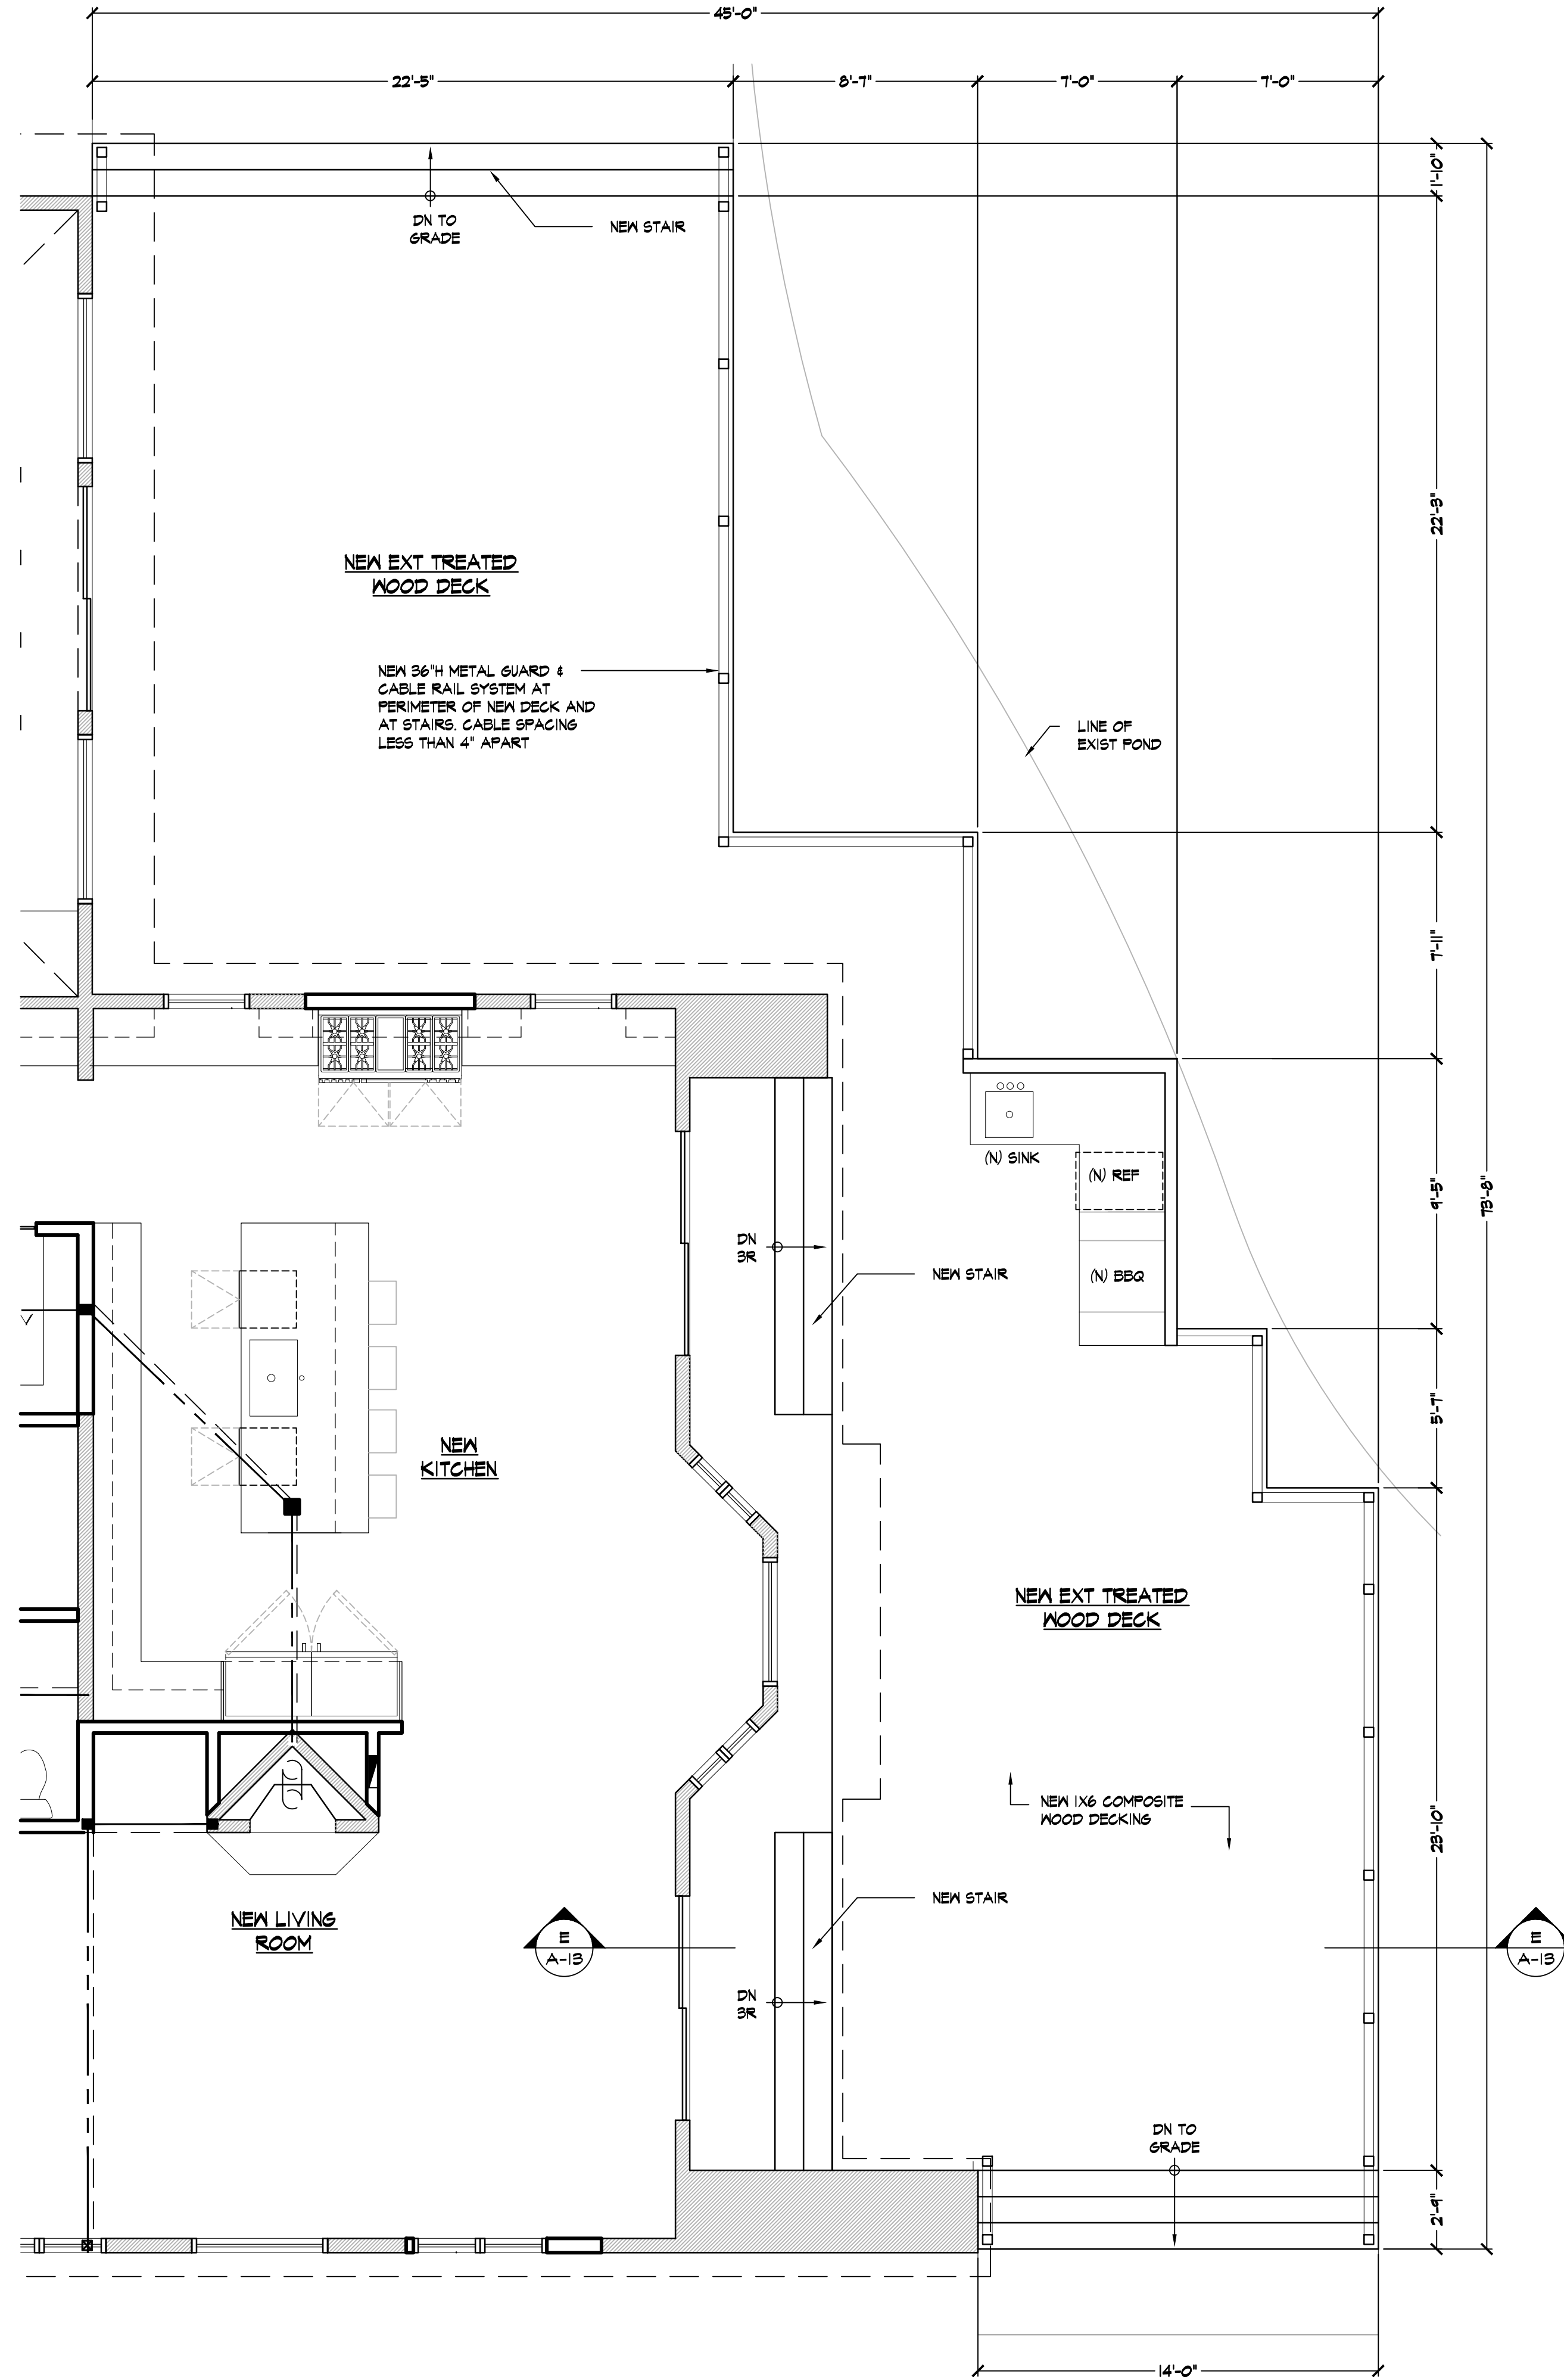 45'-0"
22'-5"
8'-7"
7'-0"
7'-0"
1'-10"
DN TO
GRADE
NEW STAIR
22'-3"
NEW EXT TREATED
WOOD DECK
NEW 36"H METAL GUARD &
CABLE RAIL SYSTEM AT
PERIMETER OF NEW DECK AND
AT STAIRS. CABLE SPACING
LESS THAN 4" APART
LINE OF
EXIST POND
7'-11"
(N) SINK
(N) REF
9'-5"
73'-8"
DN
3R
NEW STAIR
(N) BBQ
5'-7"
NEW
KITCHEN
NEW EXT TREATED
WOOD DECK
NEW 1X6 COMPOSITE
WOOD DECKING
23'-10"
NEW STAIR
NEW LIVING
ROOM
E
A-13
E
A-13
DN
3R
DN TO
GRADE
2'-9"
14'-0"